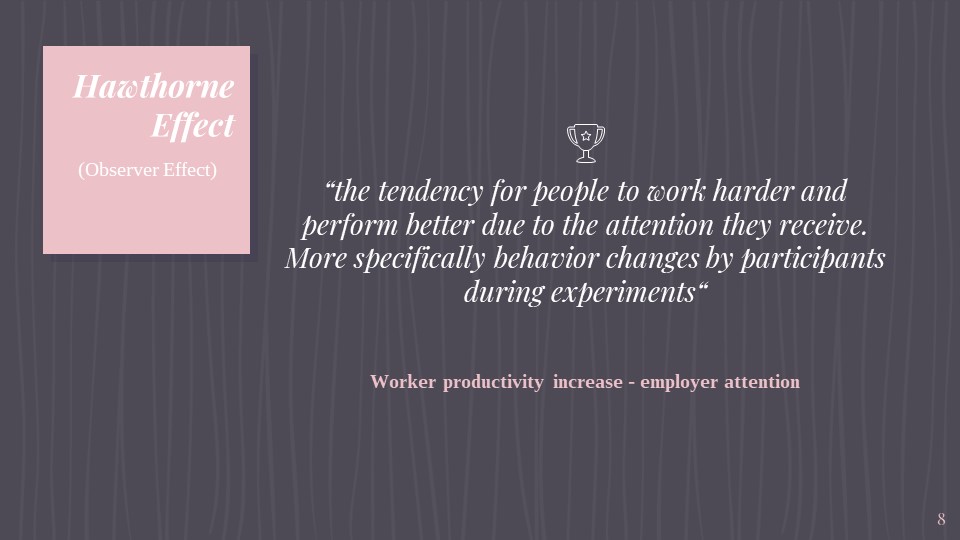 Hawthorne
Effect
(Observer Effect)
“the tendency for people to work harder and
perform better due to the attention they receive.
More specifically behavior changes by participants
during experiments“
Worker productivity increase - employer attention
8